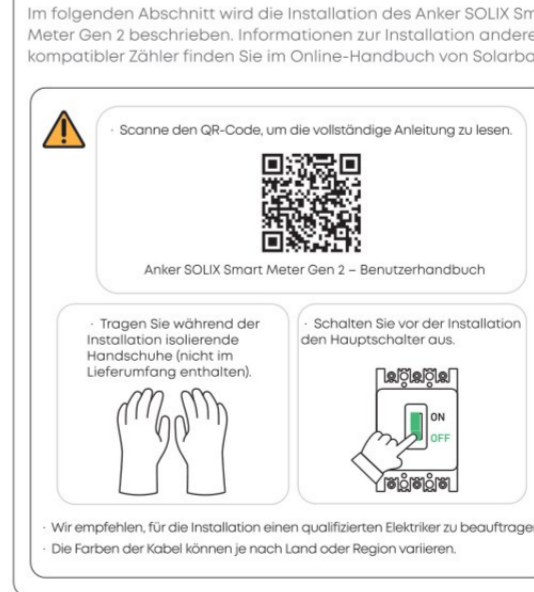 Im folgenden Abschnitt wird die Installation des Anker SOLIX Sm
Meter Gen 2 beschrieben. Informationen zur Installation andere
kompatibler Zähler finden Sie im Online-Handbuch von Solarba
· Scanne den QR-Code, um die vollständige Anleitung zu lesen.
Anker SOLIX Smart Meter Gen 2 – Benutzerhandbuch
· Tragen Sie während der
Installation isolierende
Handschuhe (nicht im
Lieferumfang enthalten).
· Schalten Sie vor der Installation
den Hauptschalter aus.
ON
OFF
· Wir empfehlen, für die Installation einen qualifizierten Elektriker zu beauftrage
· Die Farben der Kabel können je nach Land oder Region variieren.